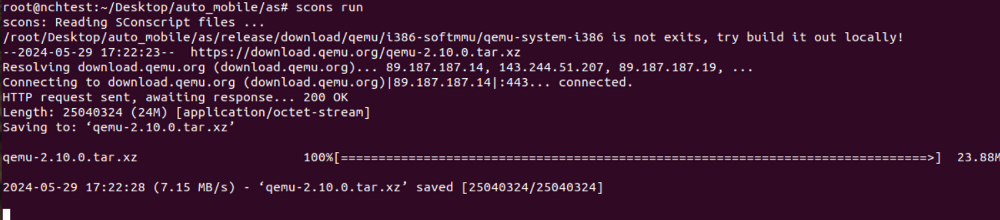 root@nchtest:~/Desktop/auto_mobile/as# scons run
scons: Reading SConscript files ...
/root/Desktop/auto_mobile/as/release/download/qemu/i386-softmmu/qemu-system-i386 is not exits, try build it out locally!
--2024-05-29 17:22:23--  https://download.qemu.org/qemu-2.10.0.tar.xz
Resolving download.qemu.org (download.qemu.org)... 89.187.187.14, 143.244.51.207, 89.187.187.19, ...
Connecting to download.qemu.org (download.qemu.org)|89.187.187.14|:443... connected.
HTTP request sent, awaiting response... 200 OK
Length: 25040324 (24M) [application/octet-stream]
Saving to: ‘qemu-2.10.0.tar.xz’
qemu-2.10.0.tar.xz 100%[==============================================================================>] 23.88M
2024-05-29 17:22:28 (7.15 MB/s) - ‘qemu-2.10.0.tar.xz’ saved [25040324/25040324]